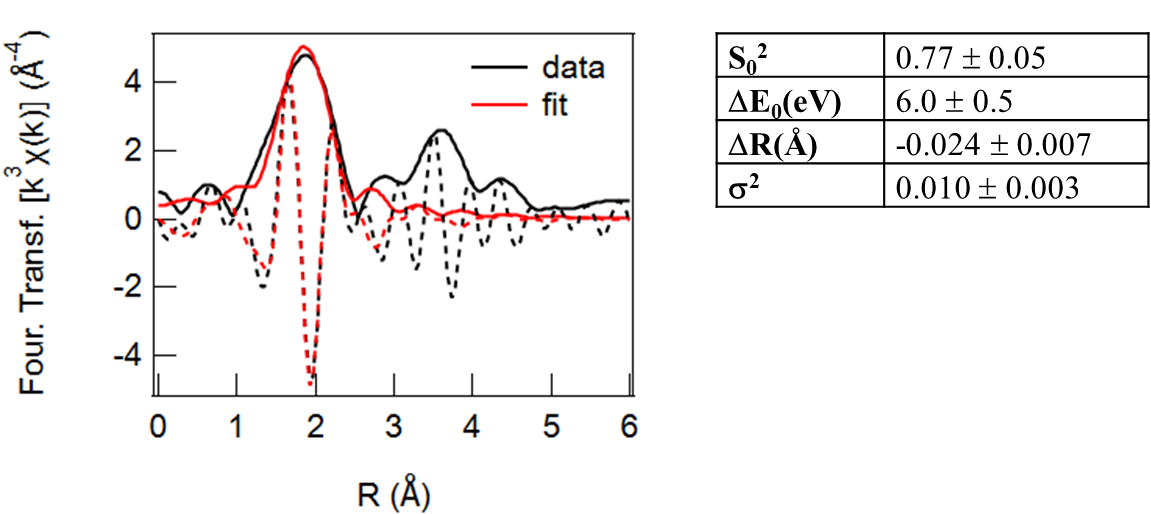 Four. Transf. [k³χ(k)] (Å⁻⁴)
4
2
0
-2
-4
data
fit
0 1 2 3 4 5 6
R (Å)
S₀² 0.77 ± 0.05
ΔE₀(eV) 6.0 ± 0.5
ΔR(Å) -0.024 ± 0.007
σ² 0.010 ± 0.003